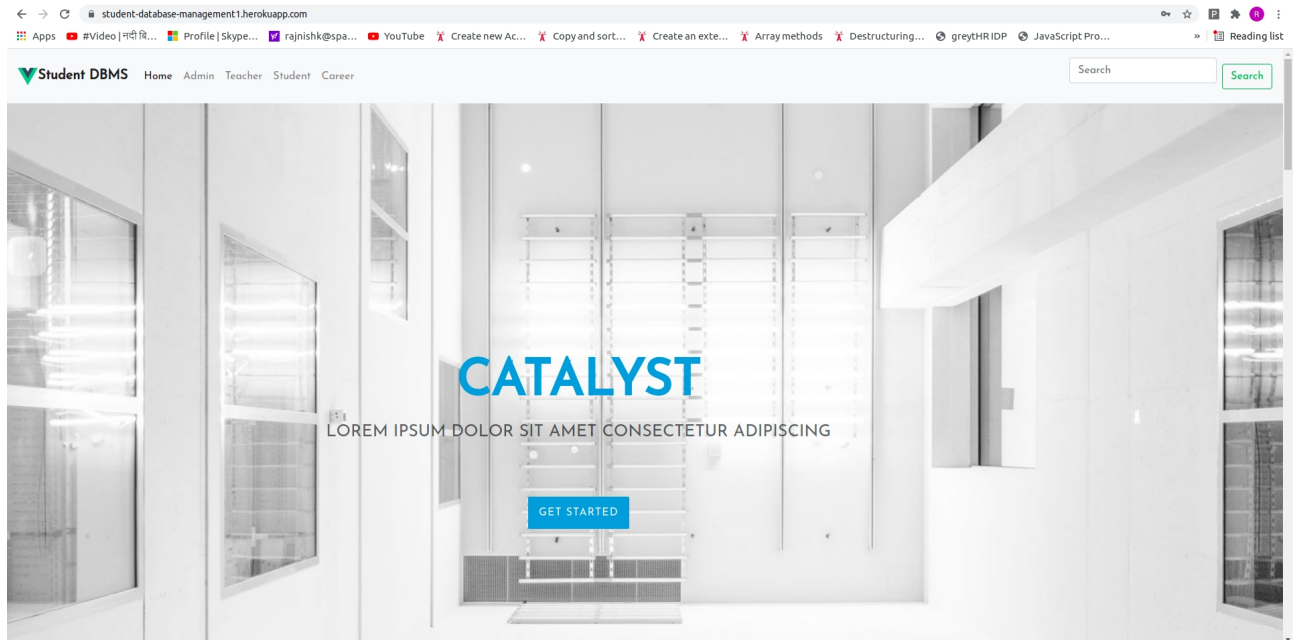 student-database-management1.herokuapp.com
P R
Apps #Video | नदी बि... Profile | Skype... rajnishk@spa... YouTube Create new Ac... Copy and sort... Create an exte... Array methods Destructuring... greytHR IDP JavaScript Pro... » Reading list
Student DBMS Home Admin Teacher Student Career Search Search
CATALYST
LOREM IPSUM DOLOR SIT AMET CONSECTETUR ADIPISCING
GET STARTED